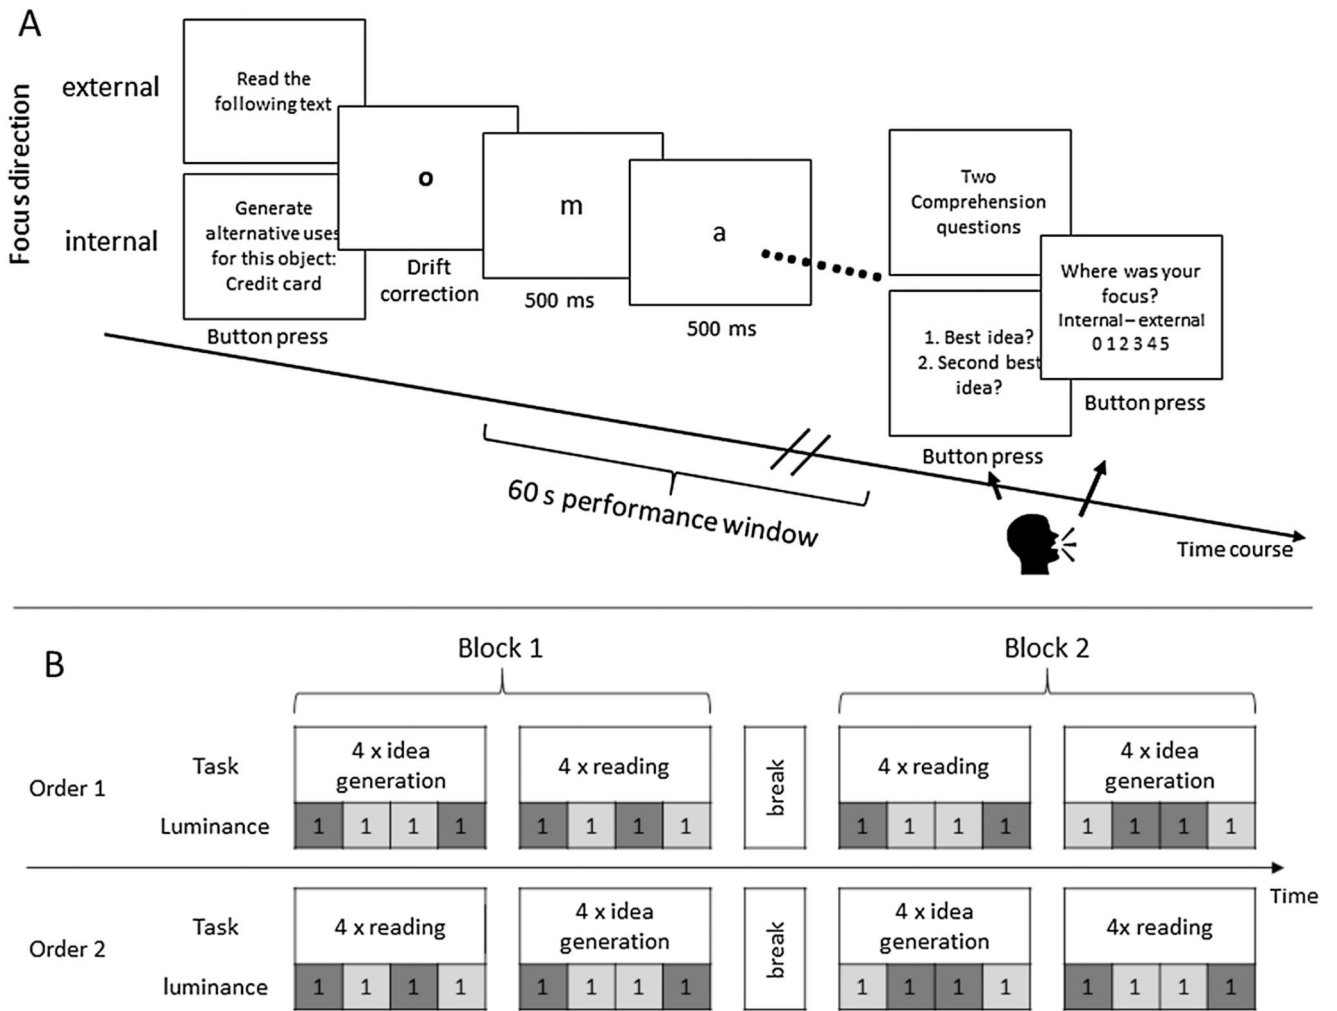 A
Focus direction
external
Read the
following text
internal
Generate
alternative uses
for this object:
Credit card
Button press
o
Drift
correction
m
500 ms
a
500 ms
Two
Comprehension
questions
1. Best idea?
2. Second best
idea?
Button press
Where was your
focus?
Internal – external
0 1 2 3 4 5
Button press
60 s performance window
Time course
B
Block 1
Block 2
Order 1
Task
4 x idea
generation
4 x reading
break
4 x reading
4 x idea
generation
Luminance
1 1 1 1
1 1 1 1
1 1 1 1
1 1 1 1
Time
Order 2
Task
4 x reading
4 x idea
generation
break
4 x idea
generation
4x reading
luminance
1 1 1 1
1 1 1 1
1 1 1 1
1 1 1 1